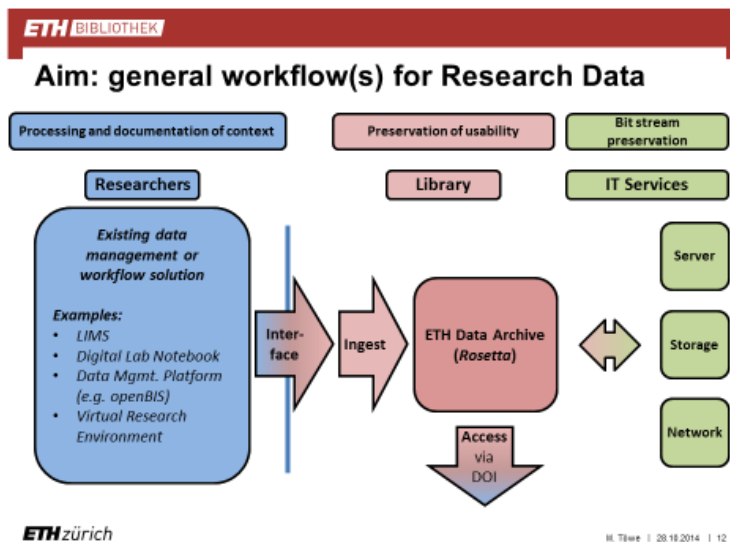 ETH BIBLIOTHEK
Aim: general workflow(s) for Research Data
Processing and documentation of context
Preservation of usability
Bit stream
preservation
Researchers
Library
IT Services
Existing data
management or
workflow solution
Examples:
• LIMS
• Digital Lab Notebook
• Data Mgmt. Platform
(e.g. openBIS)
• Virtual Research
Environment
Inter-
face
Ingest
ETH Data Archive
(Rosetta)
Access
via
DOI
Server
Storage
Network
ETH zürich
M. Töwe | 28.10.2014 | 12